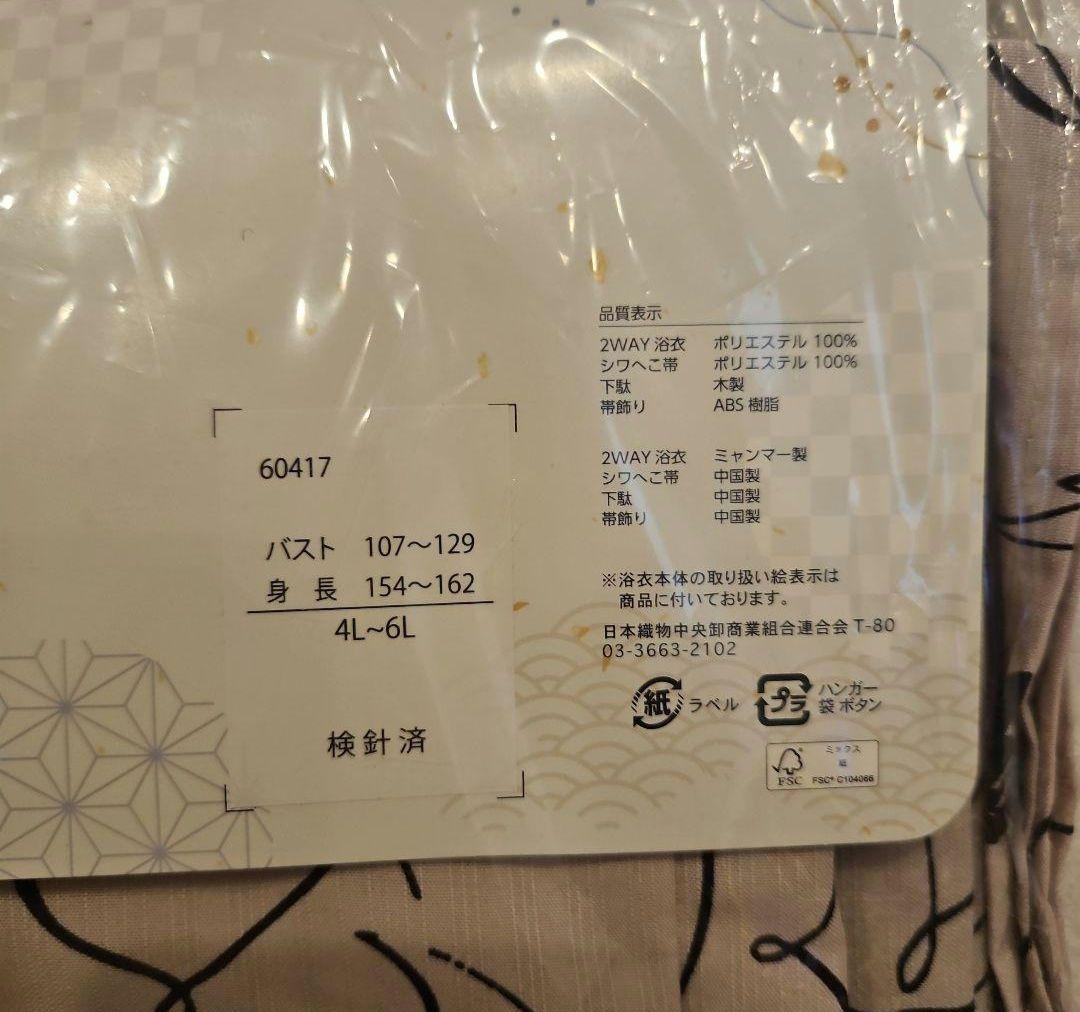 60417
バスト 107～129
身長 154～162
4L~6L
検針済
品質表示
2WAY 浴衣 ポリエステル 100%
シワへこ帯 ポリエステル 100%
下駄 木製
帯飾り ABS 樹脂
2WAY 浴衣 ミャンマー製
シワへこ帯 中国製
下駄 中国製
帯飾り 中国製
※浴衣本体の取り扱い絵表示は
商品に付いております。
日本織物中央卸商業組合連合会 T-80
03-3663-2102
紙 ラベル
プラ ハンガー
袋 ボタン
ミックス
紙
FSC FSC® C104066